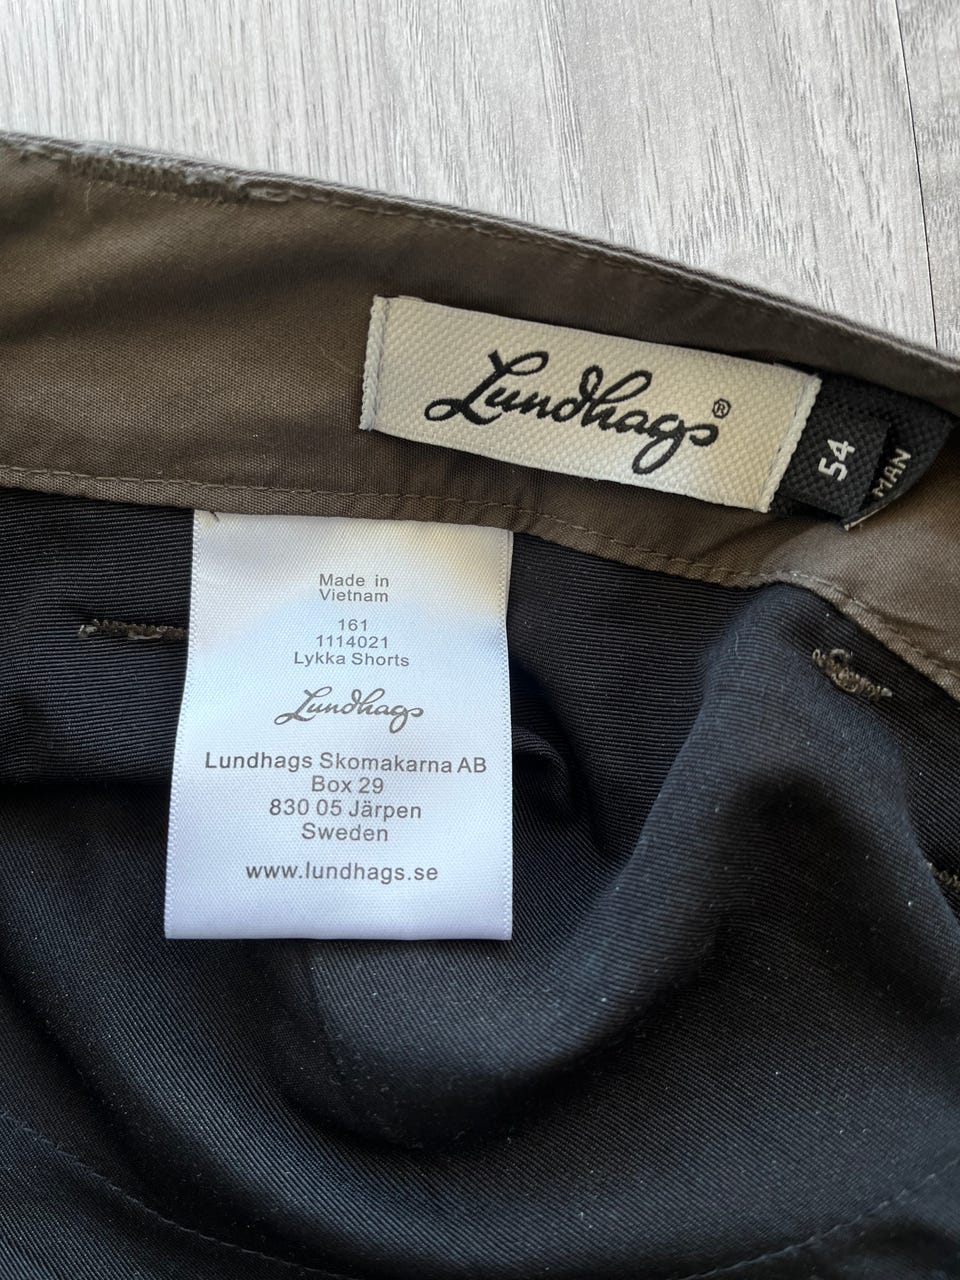 Lundhags®
54
MAN
Made in
Vietnam
161
1114021
Lykka Shorts
Lundhags
Lundhags Skomakarna AB
Box 29
830 05 Järpen
Sweden
www.lundhags.se